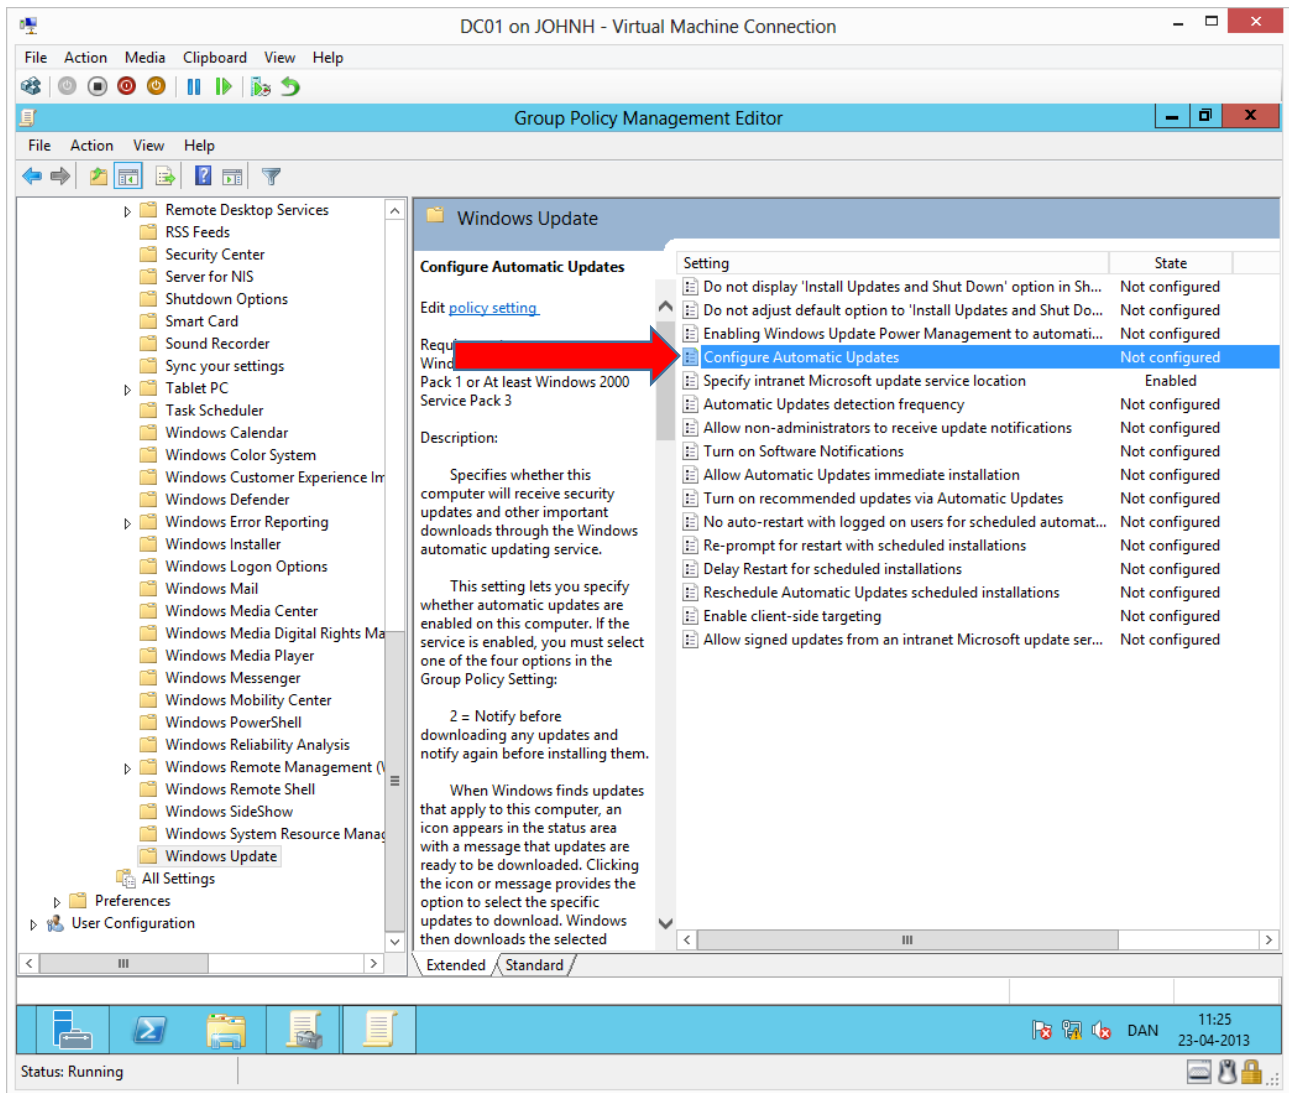 DC01 on JOHNH - Virtual Machine Connection
File Action Media Clipboard View Help
Group Policy Management Editor
File Action View Help
Remote Desktop Services
RSS Feeds
Security Center
Server for NIS
Shutdown Options
Smart Card
Sound Recorder
Sync your settings
Tablet PC
Task Scheduler
Windows Calendar
Windows Color System
Windows Customer Experience Im
Windows Defender
Windows Error Reporting
Windows Installer
Windows Logon Options
Windows Mail
Windows Media Center
Windows Media Digital Rights Ma
Windows Media Player
Windows Messenger
Windows Mobility Center
Windows PowerShell
Windows Reliability Analysis
Windows Remote Management (
Windows Remote Shell
Windows SideShow
Windows System Resource Manag
Windows Update
All Settings
Preferences
User Configuration
Windows Update
Configure Automatic Updates
Edit policy setting
Pack 1 or At least Windows 2000
Service Pack 3
Description:
Specifies whether this
computer will receive security
updates and other important
downloads through the Windows
automatic updating service.
This setting lets you specify
whether automatic updates are
enabled on this computer. If the
service is enabled, you must select
one of the four options in the
Group Policy Setting:
2 = Notify before
downloading any updates and
notify again before installing them.
When Windows finds updates
that apply to this computer, an
icon appears in the status area
with a message that updates are
ready to be downloaded. Clicking
the icon or message provides the
option to select the specific
updates to download. Windows
then downloads the selected
Setting State
Do not display 'Install Updates and Shut Down' option in Sh... Not configured
Do not adjust default option to 'Install Updates and Shut Do... Not configured
Enabling Windows Update Power Management to automati... Not configured
Configure Automatic Updates Not configured
Specify intranet Microsoft update service location Enabled
Automatic Updates detection frequency Not configured
Allow non-administrators to receive update notifications Not configured
Turn on Software Notifications Not configured
Allow Automatic Updates immediate installation Not configured
Turn on recommended updates via Automatic Updates Not configured
No auto-restart with logged on users for scheduled automat... Not configured
Re-prompt for restart with scheduled installations Not configured
Delay Restart for scheduled installations Not configured
Reschedule Automatic Updates scheduled installations Not configured
Enable client-side targeting Not configured
Allow signed updates from an intranet Microsoft update ser... Not configured
Extended Standard
DAN
11:25
23-04-2013
Status: Running